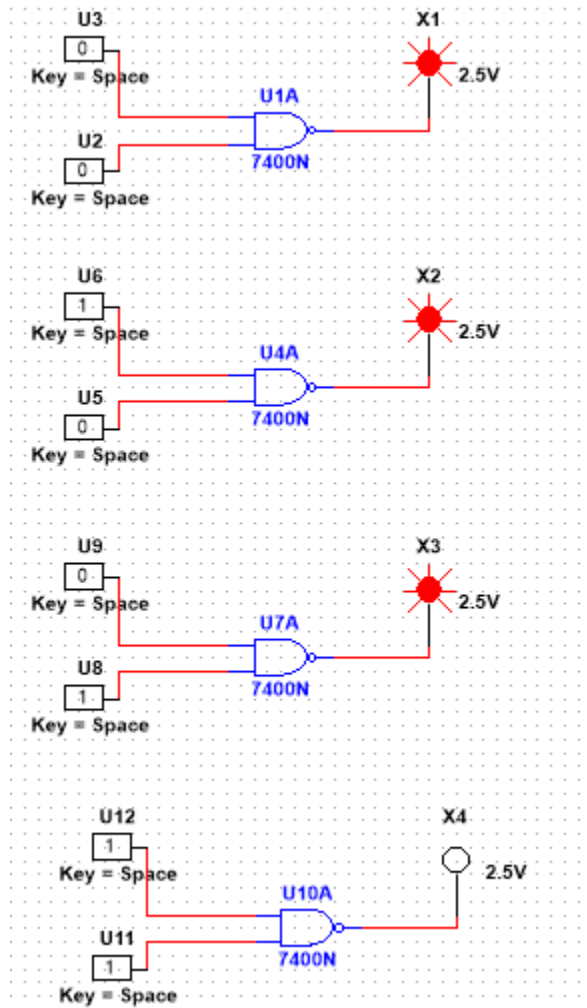 U3
X1
0
2.5V
Key = Space
U1A
U2
7400N
0
Key = Space
U6
X2
1
2.5V
Key = Space
U4A
U5
7400N
0
Key = Space
U9
X3
0
2.5V
Key = Space
U7A
U8
7400N
1
Key = Space
U12
X4
1
2.5V
Key = Space
U10A
U11
7400N
1
Key = Space